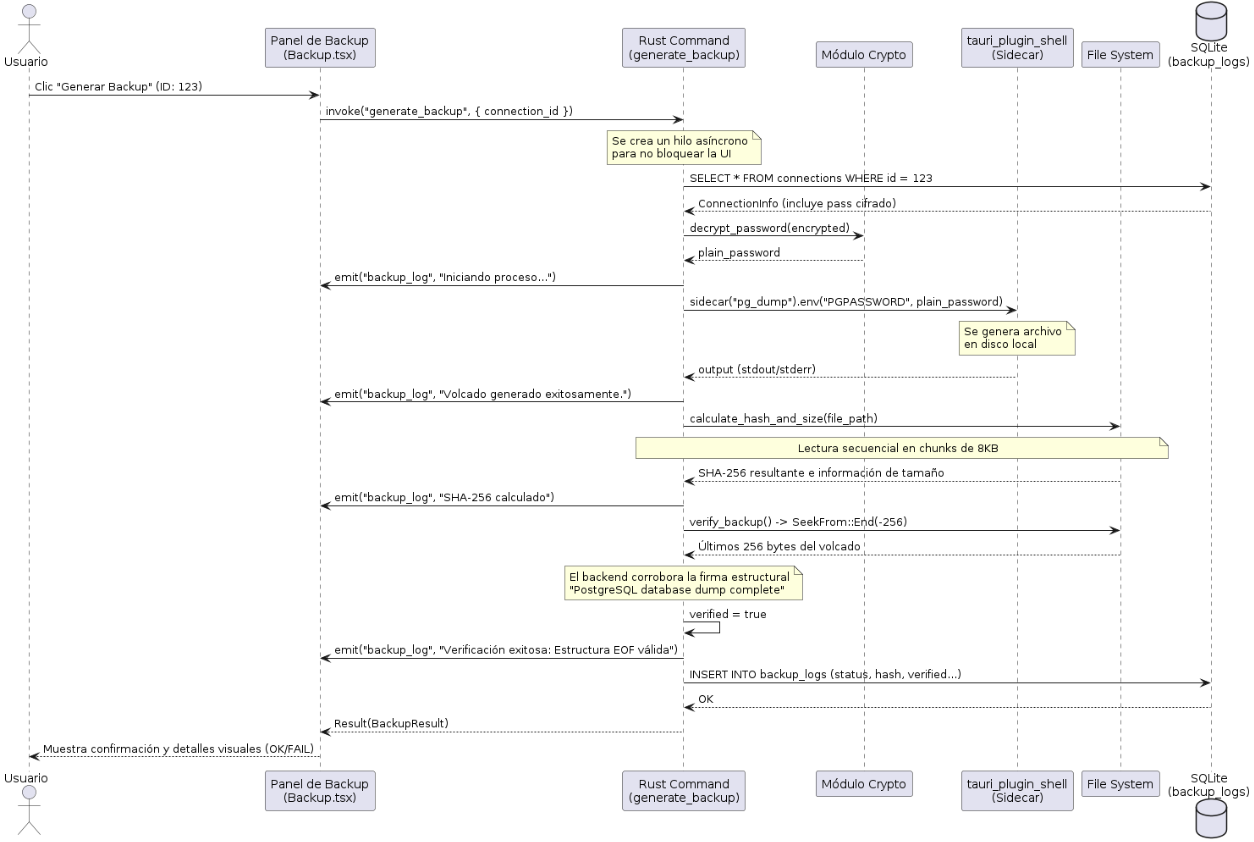 Usuario
Panel de Backup
(Backup.tsx)
Rust Command
(generate_backup)
Módulo Crypto
tauri_plugin_shell
(Sidecar)
File System
SQLite
(backup_logs)
Clic "Generar Backup" (ID: 123)
invoke("generate_backup", { connection_id })
Se crea un hilo asíncrono
para no bloquear la UI
SELECT * FROM connections WHERE id = 123
ConnectionInfo (incluye pass cifrado)
decrypt_password(encrypted)
plain_password
emit("backup_log", "Iniciando proceso...")
sidecar("pg_dump").env("PGPASSWORD", plain_password)
Se genera archivo
en disco local
output (stdout/stderr)
emit("backup_log", "Volcado generado exitosamente.")
calculate_hash_and_size(file_path)
Lectura secuencial en chunks de 8KB
SHA-256 resultante e información de tamaño
emit("backup_log", "SHA-256 calculado")
verify_backup() -> SeekFrom::End(-256)
Últimos 256 bytes del volcado
El backend corrobora la firma estructural
"PostgreSQL database dump complete"
verified = true
emit("backup_log", "Verificación exitosa: Estructura EOF válida")
INSERT INTO backup_logs (status, hash, verified...)
OK
Result(BackupResult)
Muestra confirmación y detalles visuales (OK/FAIL)
Usuario
Panel de Backup
(Backup.tsx)
Rust Command
(generate_backup)
Módulo Crypto
tauri_plugin_shell
(Sidecar)
File System
SQLite
(backup_logs)